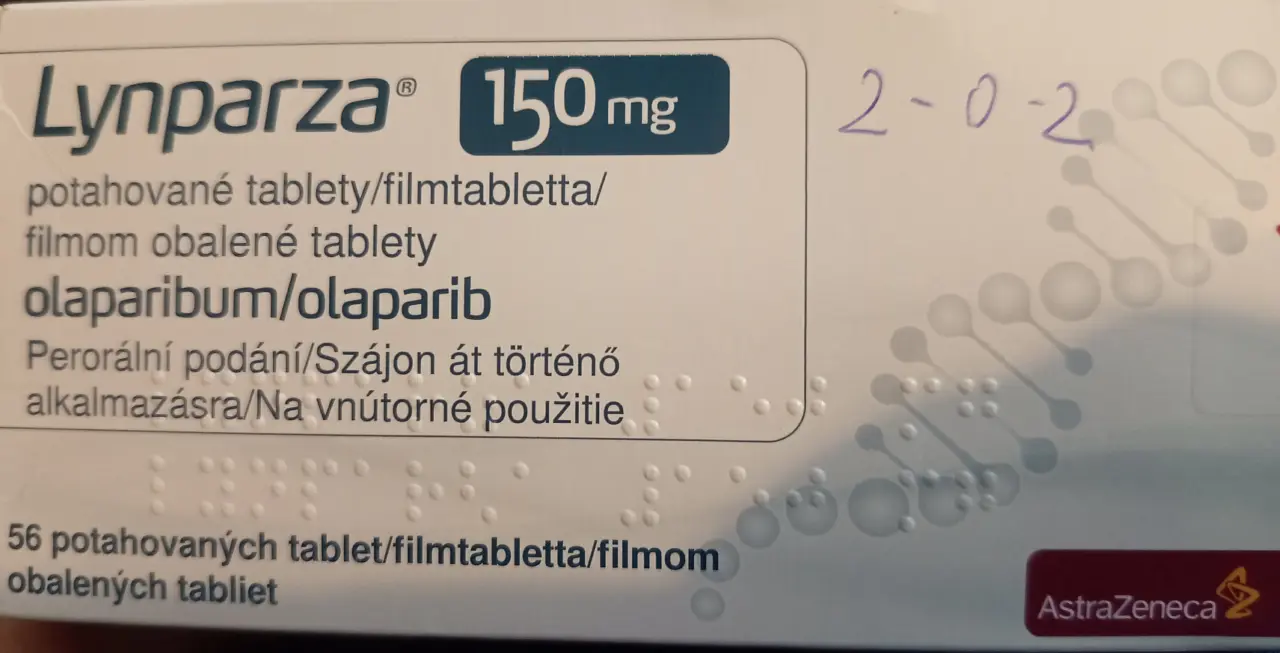 Lynparza® 150 mg
2-0-2
potahované tablety/filmtabletta/
filmom obalené tablety
olaparibum/olaparib
Perorální podání/Szájon át történő
alkalmazásra/Na vnútorné použitie
56 potahovaných tablet/filmtabletta/filmom
obalených tabliet
AstraZeneca